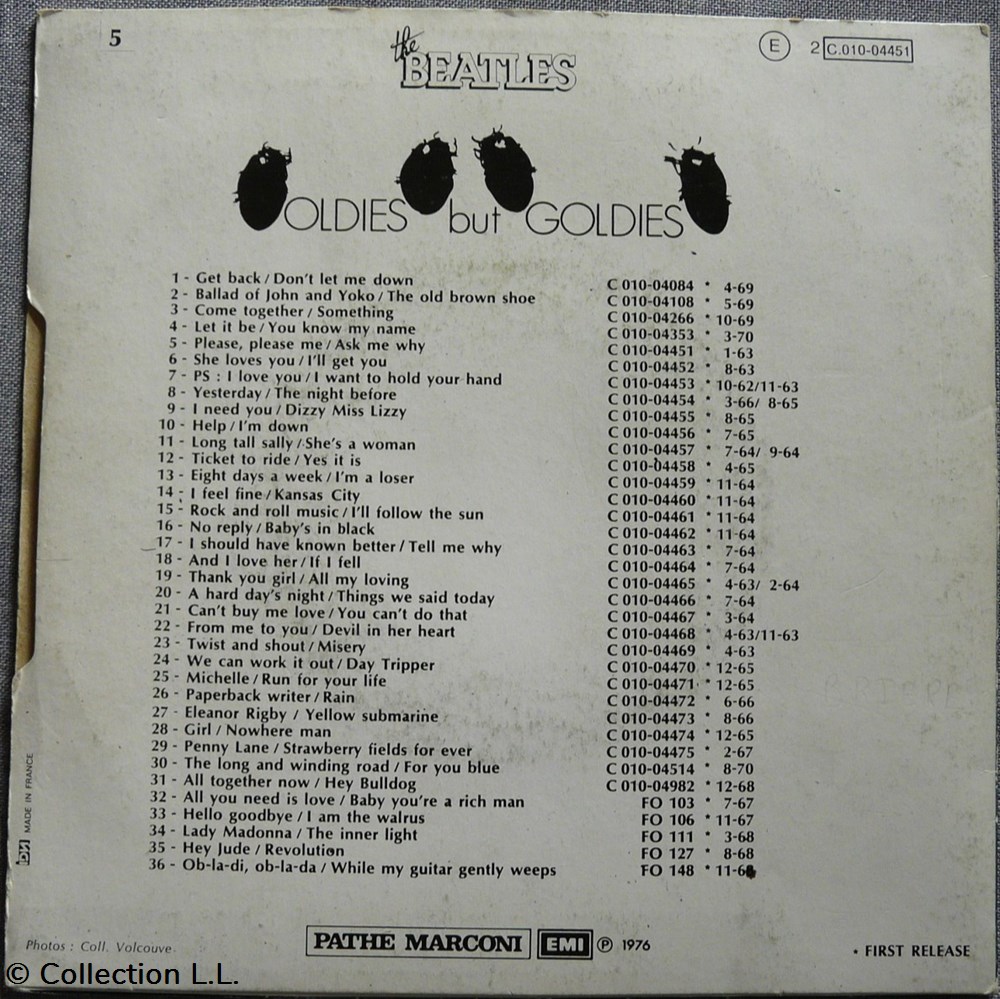 5
the BEATLES
E 2 C.010-04451
OLDIES but GOLDIES
1 - Get back / Don't let me down C 010-04084 * 4-69
2 - Ballad of John and Yoko / The old brown shoe C 010-04108 * 5-69
3 - Come together / Something C 010-04266 * 10-69
4 - Let it be / You know my name C 010-04353 * 3-70
5 - Please, please me / Ask me why C 010-04451 * 1-63
6 - She loves you / I'll get you C 010-04452 * 8-63
7 - PS : I love you / I want to hold your hand C 010-04453 * 10-62/11-63
8 - Yesterday / The night before C 010-04454 * 3-66/ 8-65
9 - I need you / Dizzy Miss Lizzy C 010-04455 * 8-65
10 - Help / I'm down C 010-04456 * 7-65
11 - Long tall sally / She's a woman C 010-04457 * 7-64/ 9-64
12 - Ticket to ride / Yes it is C 010-04458 * 4-65
13 - Eight days a week / I'm a loser C 010-04459 * 11-64
14 - I feel fine / Kansas City C 010-04460 * 11-64
15 - Rock and roll music / I'll follow the sun C 010-04461 * 11-64
16 - No reply / Baby's in black C 010-04462 * 11-64
17 - I should have known better / Tell me why C 010-04463 * 7-64
18 - And I love her / If I fell C 010-04464 * 7-64
19 - Thank you girl / All my loving C 010-04465 * 4-63/ 2-64
20 - A hard day's night / Things we said today C 010-04466 * 7-64
21 - Can't buy me love / You can't do that C 010-04467 * 3-64
22 - From me to you / Devil in her heart C 010-04468 * 4-63/11-63
23 - Twist and shout / Misery C 010-04469 * 4-63
24 - We can work it out / Day Tripper C 010-04470 * 12-65
25 - Michelle / Run for your life C 010-04471 * 12-65
26 - Paperback writer / Rain C 010-04472 * 6-66
27 - Eleanor Rigby / Yellow submarine C 010-04473 * 8-66
28 - Girl / Nowhere man C 010-04474 * 12-65
29 - Penny Lane / Strawberry fields for ever C 010-04475 * 2-67
30 - The long and winding road / For you blue C 010-04514 * 8-70
31 - All together now / Hey Bulldog C 010-04982 * 12-68
32 - All you need is love / Baby you're a rich man FO 103 * 7-67
33 - Hello goodbye / I am the walrus FO 106 * 11-67
34 - Lady Madonna / The inner light FO 111 * 3-68
35 - Hey Jude / Revolution FO 127 * 8-68
36 - Ob-la-di, ob-la-da / While my guitar gently weeps FO 148 * 11-68
MADE IN FRANCE
Photos : Coll. Volcouve.
PATHE MARCONI EMI Ⓟ 1976
* FIRST RELEASE
© Collection L.L.